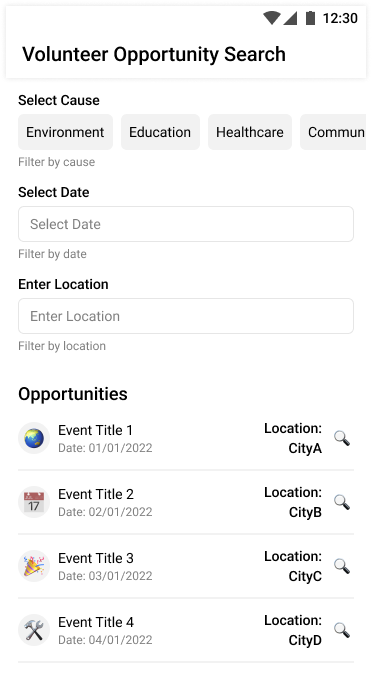 12:30
Volunteer Opportunity Search
Select Cause
Environment Education Healthcare Commun
Filter by cause
Select Date
Select Date
Filter by date
Enter Location
Enter Location
Filter by location
Opportunities
Event Title 1
Date: 01/01/2022
Location:
CityA
17
Event Title 2
Date: 02/01/2022
Location:
CityB
Event Title 3
Date: 03/01/2022
Location:
CityC
Event Title 4
Date: 04/01/2022
Location:
CityD